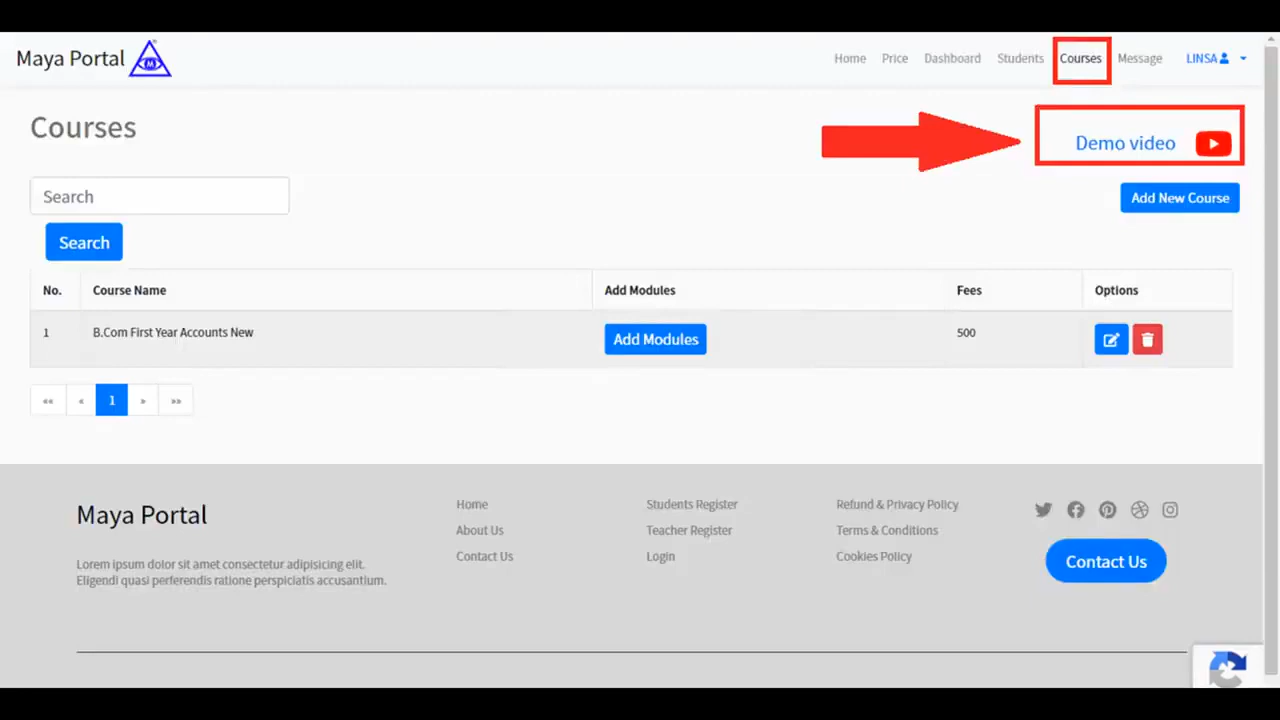 Maya Portal
Home Price Dashboard Students Courses Message LINSA
Courses
Demo video
Search
Add New Course
Search
No. Course Name Add Modules Fees Options
1 B.Com First Year Accounts New Add Modules 500
«« « 1 » »»
Maya Portal
Home Students Register Refund & Privacy Policy
About Us Teacher Register Terms & Conditions
Contact Us Login Cookies Policy
Contact Us
Lorem ipsum dolor sit amet consectetur adipisicing elit.
Eligendi quasi perferendis ratione perspiciatis accusantium.